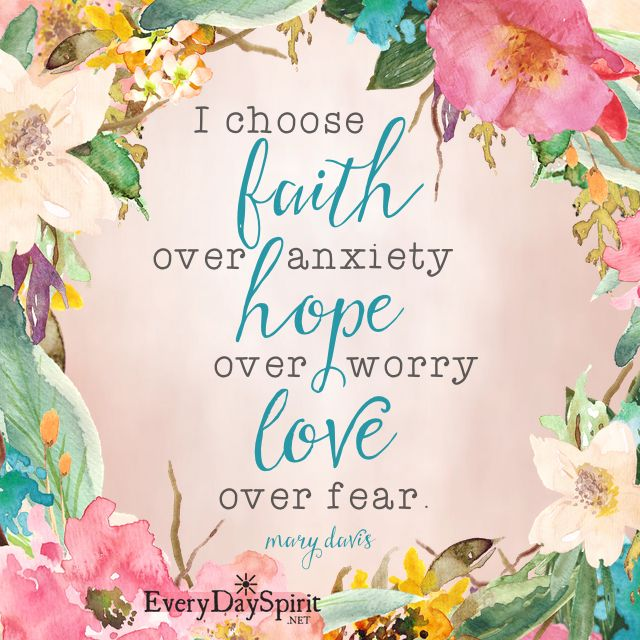 I choose
faith
over anxiety
hope
over worry
love
over fear.
mary davis
EveryDaySpirit
.NET